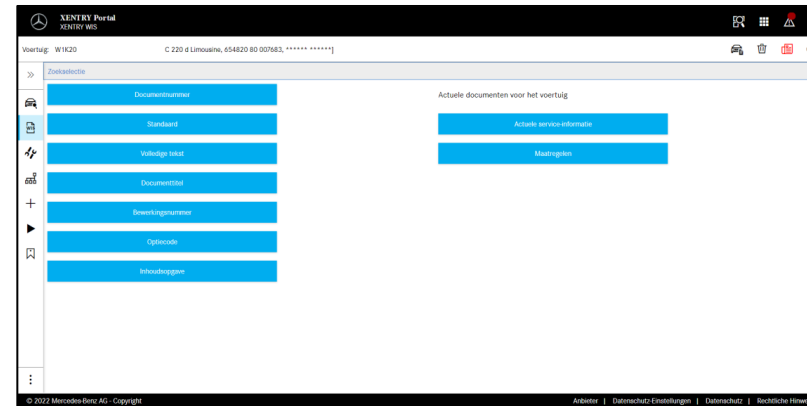 XENTRY Portal
XENTRY WIS
Voertuig: W1K20 C 220 d Limousine, 654820 80 007683, ****** ******]
Zoekselectie
Documentnummer
Standaard
Volledige tekst
Documenttitel
Bewerkingsnummer
Optiecode
Inhoudsopgave
Actuele documenten voor het voertuig
Actuele service-informatie
Maatregelen
WIS
© 2022 Mercedes-Benz AG - Copyright
Anbieter | Datenschutz-Einstellungen | Datenschutz | Rechtliche Hinwe